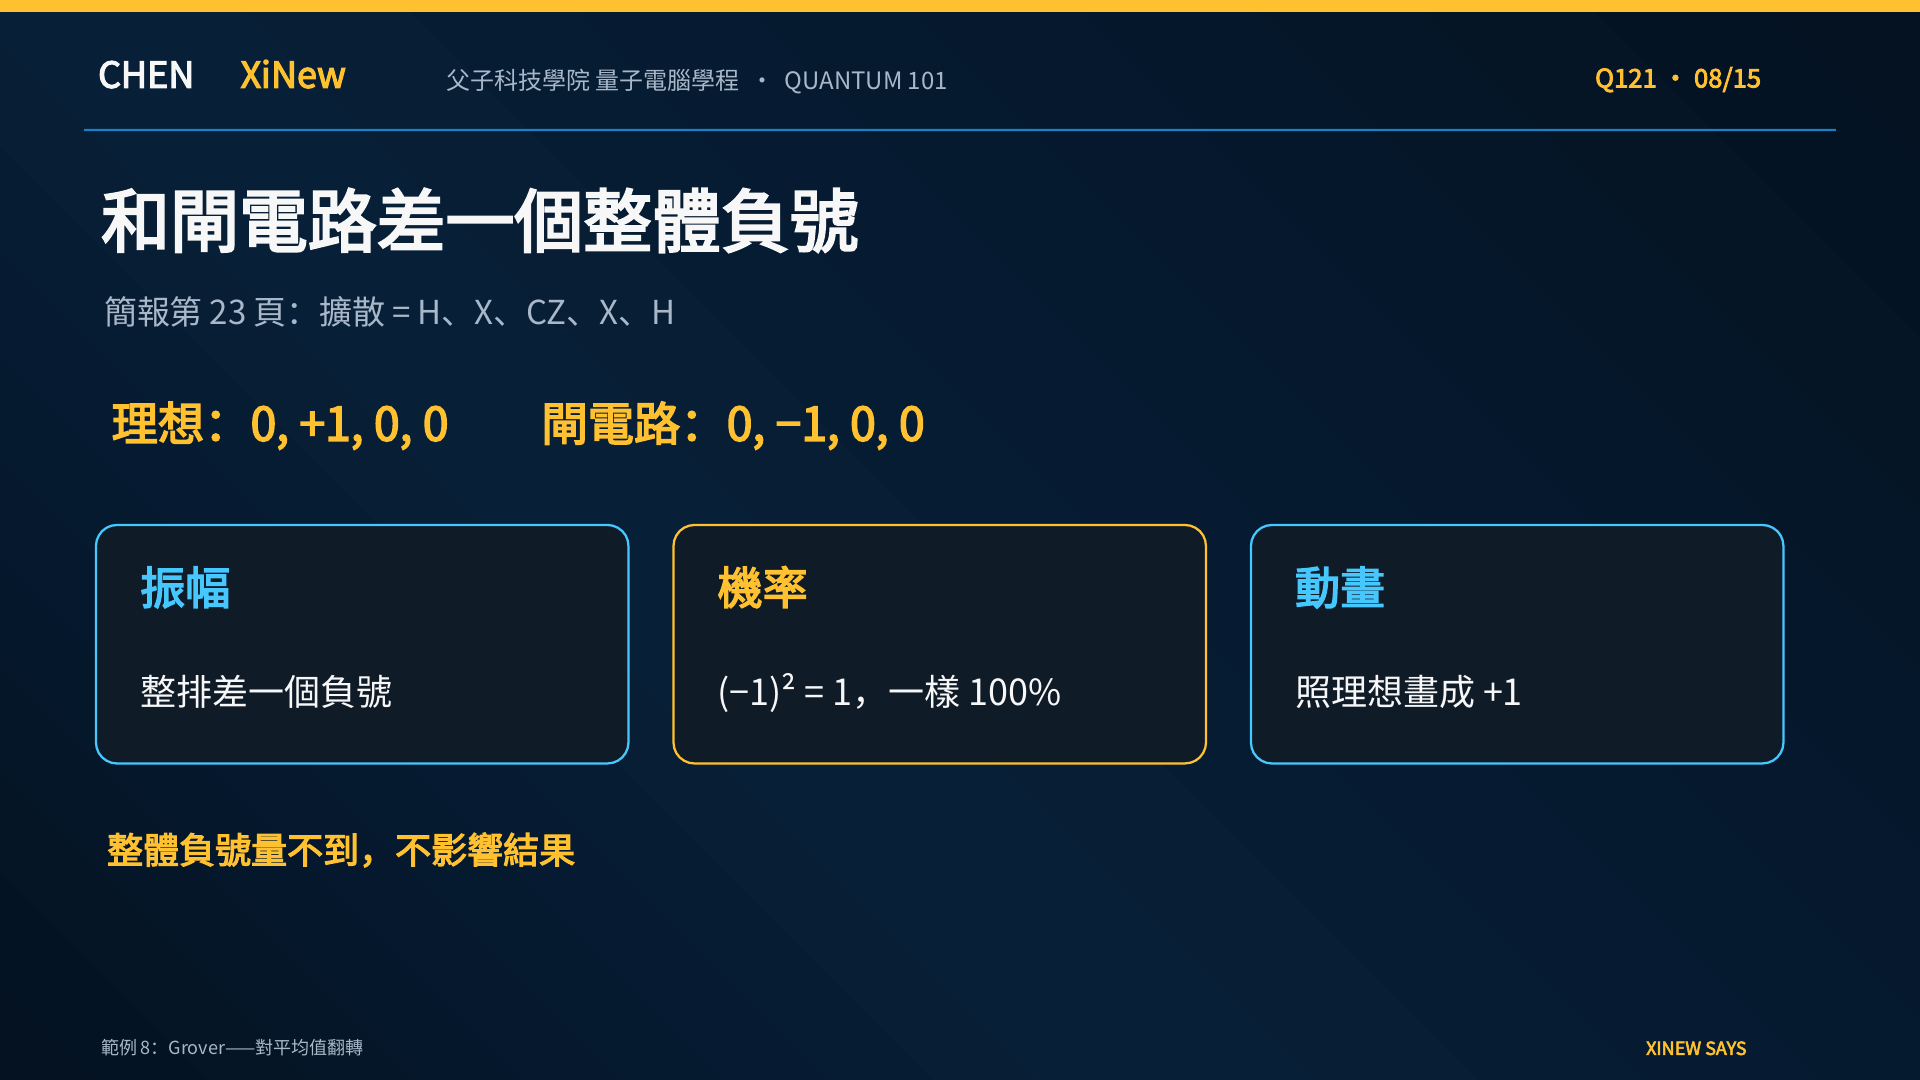 CHEN XiNew 父子科技學院 量子電腦學程 · QUANTUM 101 Q121 · 08/15
和閘電路差一個整體負號
簡報第 23 頁：擴散 = H、X、CZ、X、H
理想：0, +1, 0, 0 閘電路：0, −1, 0, 0
振幅
整排差一個負號
機率
(−1)² = 1，一樣 100%
動畫
照理想畫成 +1
整體負號量不到，不影響結果
範例 8：Grover——對平均值翻轉
XINEW SAYS